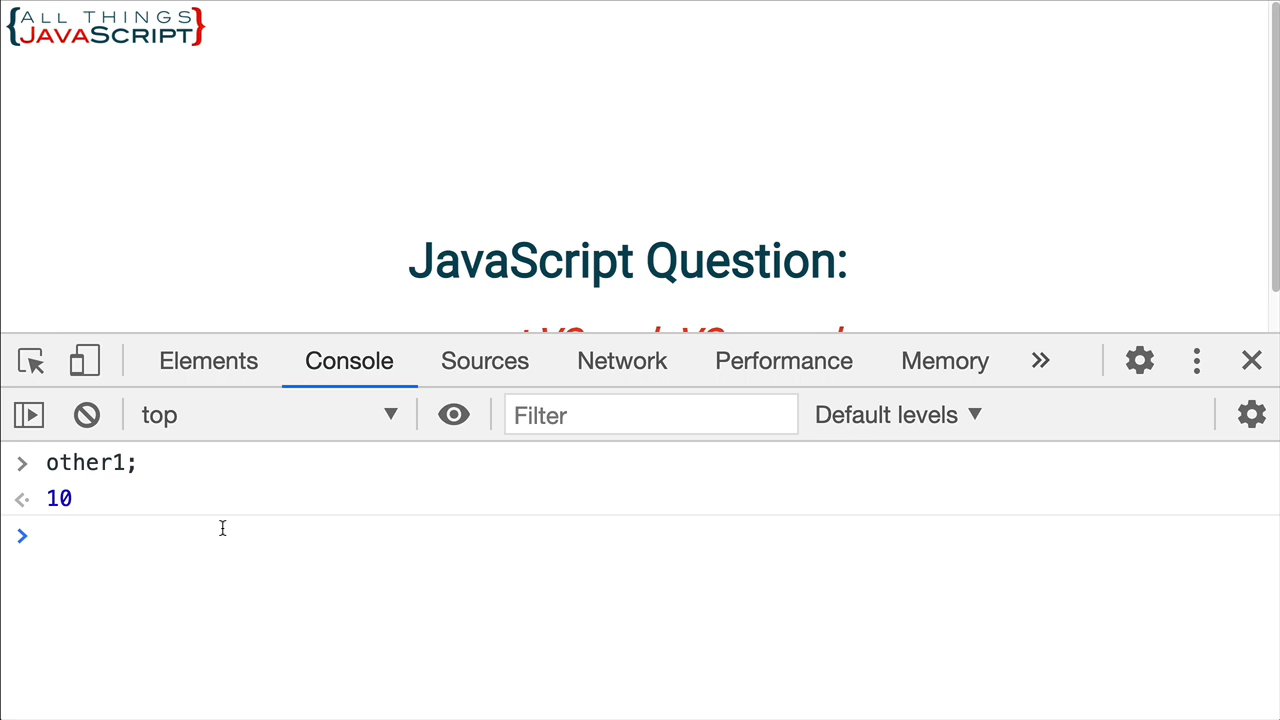 {ALL THINGS
JAVASCRIPT}
JavaScript Question:
Elements Console Sources Network Performance Memory »
top ▼ Filter Default levels ▼
> other1;
10
>